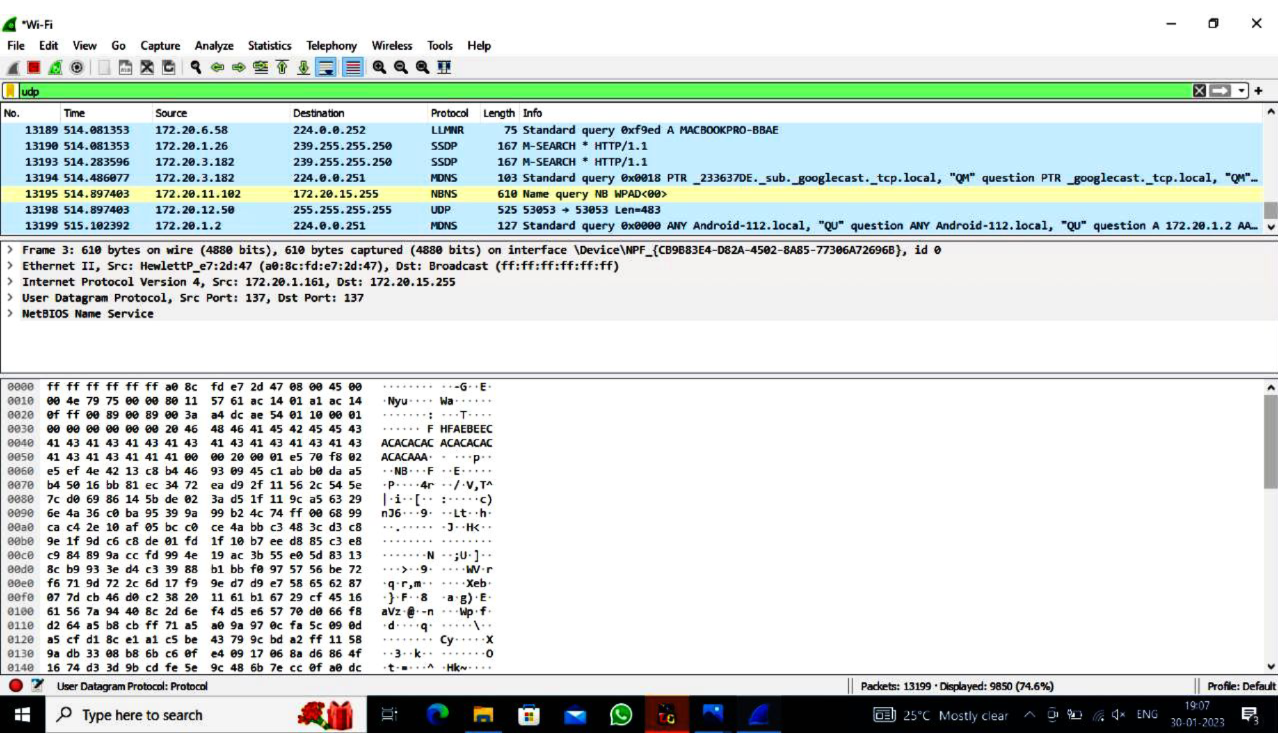 *Wi-Fi
File Edit View Go Capture Analyze Statistics Telephony Wireless Tools Help
udp
No. Time Source Destination Protocol Length Info
13189 514.081353 172.20.6.58 224.0.0.252 LLMNR 75 Standard query 0xf9ed A MACBOOKPRO-BBAE
13190 514.081353 172.20.1.26 239.255.255.250 SSDP 167 M-SEARCH * HTTP/1.1
13193 514.283596 172.20.3.182 239.255.255.250 SSDP 167 M-SEARCH * HTTP/1.1
13194 514.486077 172.20.3.182 224.0.0.251 MDNS 103 Standard query 0x0018 PTR _233637DE._sub._googlecast._tcp.local, "QM" question PTR _googlecast._tcp.local, "QM"…
13195 514.897403 172.20.11.102 172.20.15.255 NBNS 610 Name query NB WPAD<00>
13198 514.897403 172.20.12.50 255.255.255.255 UDP 525 53053 → 53053 Len=483
13199 515.102392 172.20.1.2 224.0.0.251 MDNS 127 Standard query 0x0000 ANY Android-112.local, "QU" question ANY Android-112.local, "QU" question A 172.20.1.2 AA…
> Frame 3: 610 bytes on wire (4880 bits), 610 bytes captured (4880 bits) on interface \Device\NPF_{CB9B83E4-D82A-4502-8A85-77306A72696B}, id 0
> Ethernet II, Src: HewlettP_e7:2d:47 (a0:8c:fd:e7:2d:47), Dst: Broadcast (ff:ff:ff:ff:ff:ff)
> Internet Protocol Version 4, Src: 172.20.1.161, Dst: 172.20.15.255
> User Datagram Protocol, Src Port: 137, Dst Port: 137
> NetBIOS Name Service
0000 ff ff ff ff ff ff a0 8c fd e7 2d 47 08 00 45 00 ········ ··-G··E·
0010 00 4e 79 75 00 00 80 11 57 61 ac 14 01 a1 ac 14 ·Nyu···· Wa······
0020 0f ff 00 89 00 89 00 3a a4 dc ae 54 01 10 00 01 ·······: ···T····
0030 00 00 00 00 00 00 20 46 48 46 41 45 42 45 45 43 ······ F HFAEBEEC
0040 41 43 41 43 41 43 41 43 41 43 41 43 41 43 41 43 ACACACAC ACACACAC
0050 41 43 41 43 41 41 41 00 00 20 00 01 e5 70 f8 02 ACACAAA· · ···p··
0060 e5 ef 4e 42 13 c8 b4 46 93 09 45 c1 ab b0 da a5 ··NB···F ··E·····
0070 b4 50 16 bb 81 ec 34 72 ea d9 2f 11 56 2c 54 5e ·P····4r ··/·V,T^
0080 7c d0 69 86 14 5b de 02 3a d5 1f 11 9c a5 63 29 |·i··[·· :·····c)
0090 6e 4a 36 c0 ba 95 39 9a 99 b2 4c 74 ff 00 68 99 nJ6···9· ··Lt··h·
00a0 ca c4 2e 10 af 05 bc c0 ce 4a bb c3 48 3c d3 c8 ··.····· ·J··H<··
00b0 9e 1f 9d c6 c8 de 01 fd 1f 10 b7 ee d8 85 c3 e8 ········ ········
00c0 c9 84 89 9a cc fd 99 4e 19 ac 3b 55 e0 5d 83 13 ·······N ··;U·]··
00d0 8c b9 93 3e d4 c3 39 88 b1 bb f0 97 57 56 be 72 ···>··9· ····WV·r
00e0 f6 71 9d 72 2c 6d 17 f9 9e d7 d9 e7 58 65 62 87 ·q·r,m·· ····Xeb·
00f0 07 7d cb 46 d0 c2 38 20 11 61 b1 67 29 cf 45 16 ·}·F··8 ·a·g)·E·
0100 61 56 7a 94 40 8c 2d 6e f4 d5 e6 57 70 d0 66 f8 aVz·@·-n ···Wp·f·
0110 d2 64 a5 b8 cb ff 71 a5 a0 9a 97 0c fa 5c 09 0d ·d····q· ·····\··
0120 a5 cf d1 8c e1 a1 c5 be 43 79 9c bd a2 ff 11 58 ········ Cy·····X
0130 9a db 33 08 b8 6b c6 0f e4 09 17 06 8a d6 86 4f ··3··k·· ·······O
0140 16 74 d3 3d 9b cd fe 5e 9c 48 6b 7e cc 0f a0 dc ·t·=···^ ·Hk~····
User Datagram Protocol: Protocol Packets: 13199 · Displayed: 9850 (74.6%) Profile: Default
Type here to search 25°C Mostly clear ENG 19:07
30-01-2023